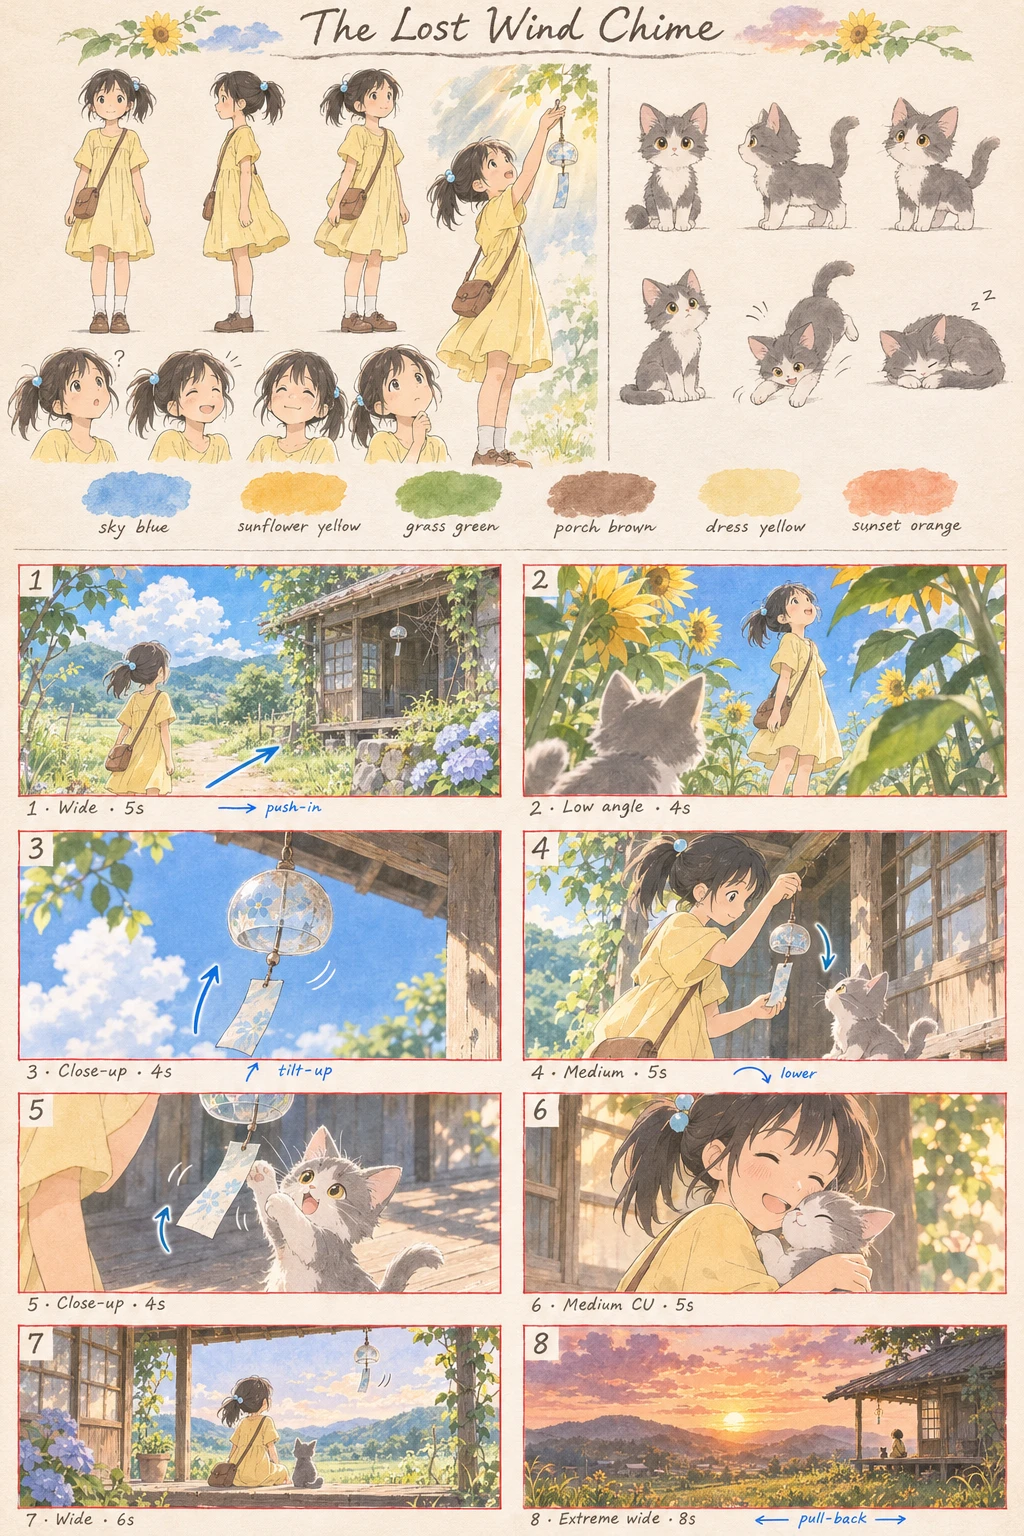 The Lost Wind Chime
?
z z
sky blue
sunflower yellow
grass green
porch brown
dress yellow
sunset orange
1
1 · Wide · 5s
→ push-in
2
2 · Low angle · 4s
3
3 · Close-up · 4s
tilt-up
4
4 · Medium · 5s
lower
5
5 · Close-up · 4s
6
6 · Medium CU · 5s
7
7 · Wide · 6s
8
8 · Extreme wide · 8s
← pull-back →